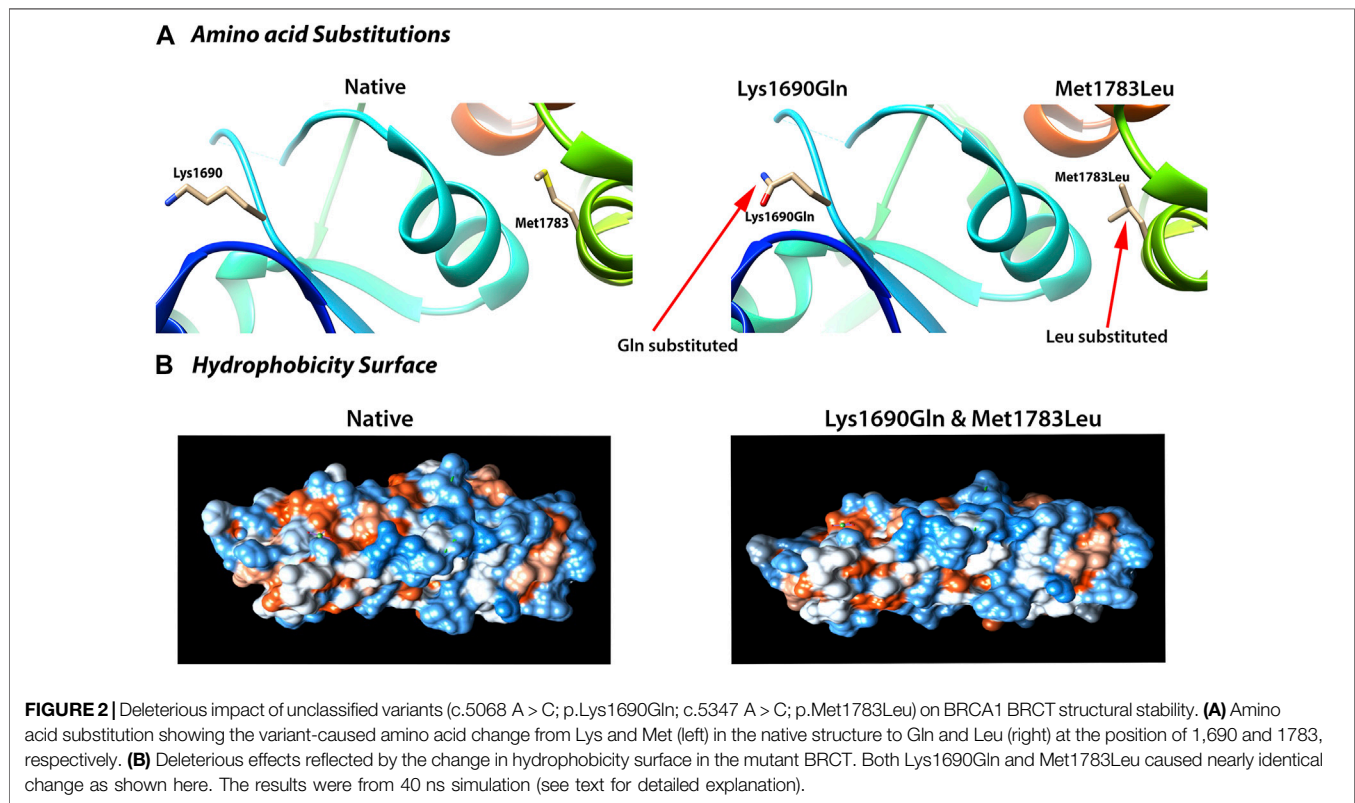 A Amino acid Substitutions
Native
Lys1690Gln
Met1783Leu
Lys1690
Met1783
Lys1690Gln
Met1783Leu
Gln substituted
Leu substituted
B Hydrophobicity Surface
Native
Lys1690Gln & Met1783Leu
FIGURE 2 | Deleterious impact of unclassified variants (c.5068 A > C; p.Lys1690Gln; c.5347 A > C; p.Met1783Leu) on BRCA1 BRCT structural stability. (A) Amino
acid substitution showing the variant-caused amino acid change from Lys and Met (left) in the native structure to Gln and Leu (right) at the position of 1,690 and 1783,
respectively. (B) Deleterious effects reflected by the change in hydrophobicity surface in the mutant BRCT. Both Lys1690Gln and Met1783Leu caused nearly identical
change as shown here. The results were from 40 ns simulation (see text for detailed explanation).